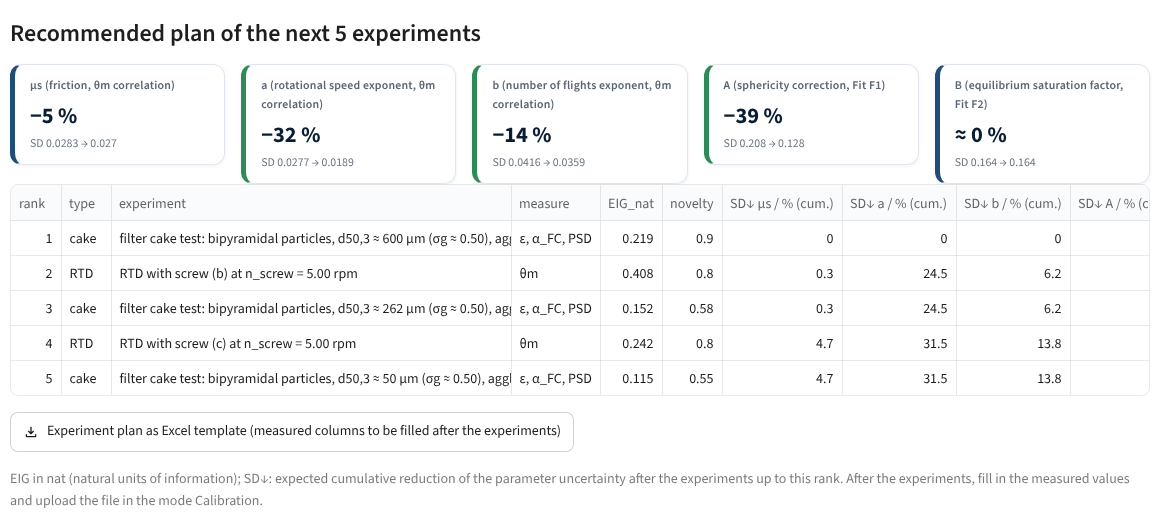 Recommended plan of the next 5 experiments
μs (friction, θm correlation)
−5 %
SD 0.0283 → 0.027
a (rotational speed exponent, θm
correlation)
−32 %
SD 0.0277 → 0.0189
b (number of flights exponent, θm
correlation)
−14 %
SD 0.0416 → 0.0359
A (sphericity correction, Fit F1)
−39 %
SD 0.208 → 0.128
B (equilibrium saturation factor,
Fit F2)
≈ 0 %
SD 0.164 → 0.164
rank type experiment measure EIG_nat novelty SD↓ μs / % (cum.) SD↓ a / % (cum.) SD↓ b / % (cum.) SD↓ A / % (c
1 cake filter cake test: bipyramidal particles, d50,3 ≈ 600 μm (σg ≈ 0.50), agg ε, α_FC, PSD 0.219 0.9 0 0 0
2 RTD RTD with screw (b) at n_screw = 5.00 rpm θm 0.408 0.8 0.3 24.5 6.2
3 cake filter cake test: bipyramidal particles, d50,3 ≈ 262 μm (σg ≈ 0.50), agg ε, α_FC, PSD 0.152 0.58 0.3 24.5 6.2
4 RTD RTD with screw (c) at n_screw = 5.00 rpm θm 0.242 0.8 4.7 31.5 13.8
5 cake filter cake test: bipyramidal particles, d50,3 ≈ 50 μm (σg ≈ 0.50), aggl ε, α_FC, PSD 0.115 0.55 4.7 31.5 13.8
Experiment plan as Excel template (measured columns to be filled after the experiments)
EIG in nat (natural units of information); SD↓: expected cumulative reduction of the parameter uncertainty after the experiments up to this rank. After the experiments, fill in the measured values
and upload the file in the mode Calibration.